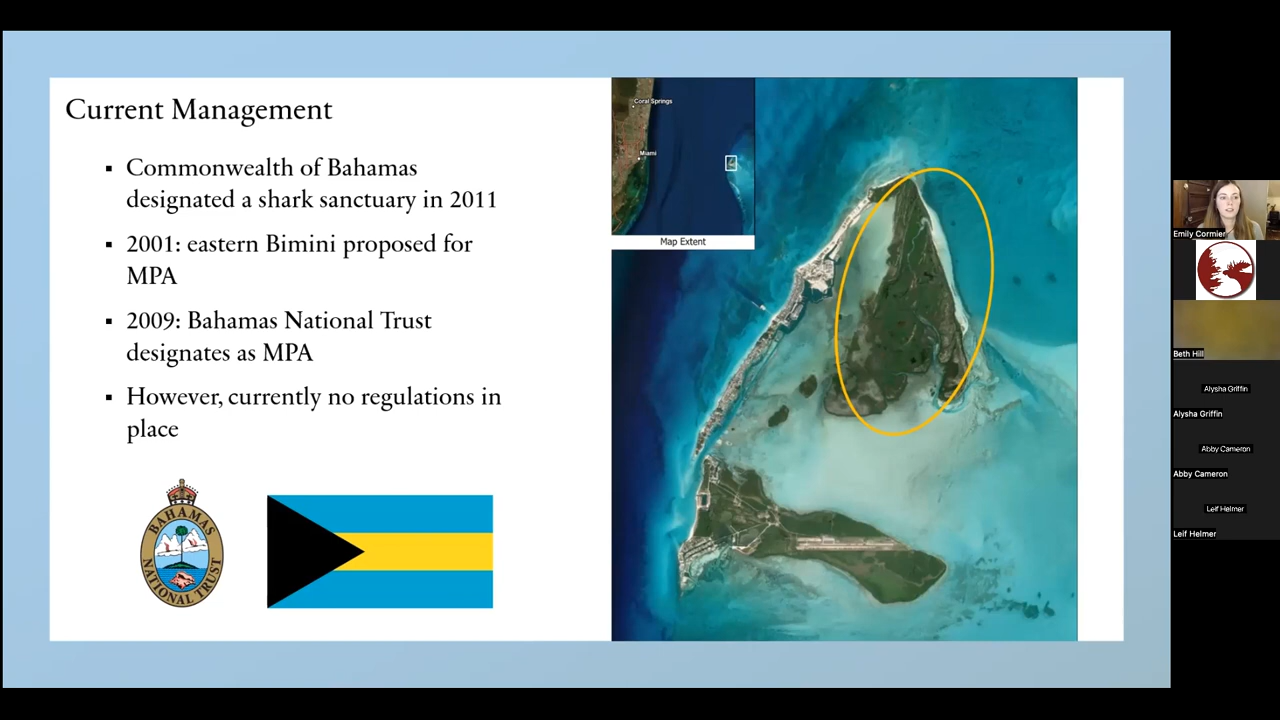 Current Management
▪ Commonwealth of Bahamas
designated a shark sanctuary in 2011
▪ 2001: eastern Bimini proposed for
MPA
▪ 2009: Bahamas National Trust
designates as MPA
▪ However, currently no regulations in
place
BAHAMAS
NATIONAL TRUST
Coral Springs
Miami
Map Extent
Emily Cormier
Beth Hill
Alysha Griffin
Alysha Griffin
Abby Cameron
Abby Cameron
Leif Helmer
Leif Helmer